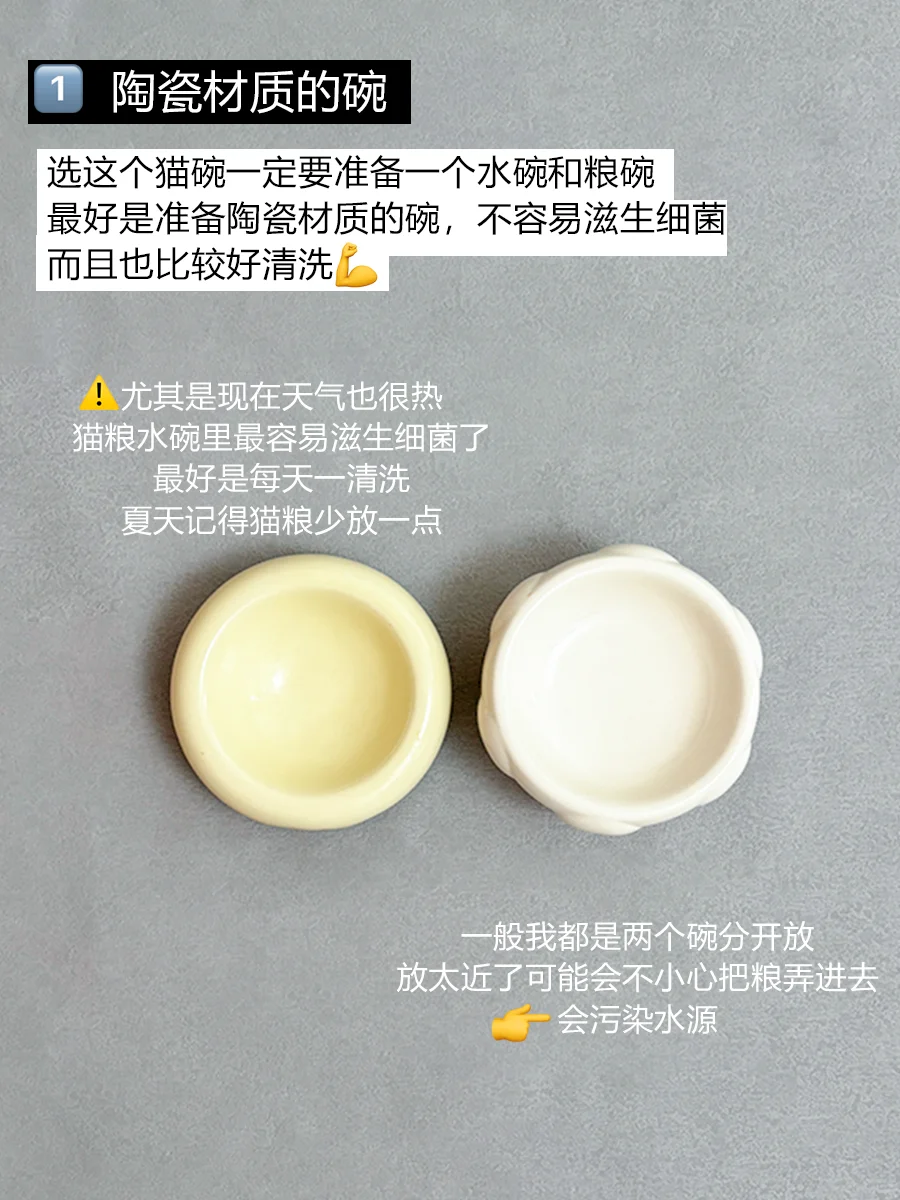 1️⃣ 陶瓷材质的碗
选这个猫碗一定要准备一个水碗和粮碗
最好是准备陶瓷材质的碗，不容易滋生细菌
而且也比较好清洗💪
⚠️尤其是现在天气也很热
猫粮水碗里最容易滋生细菌了
最好是每天一清洗
夏天记得猫粮少放一点
一般我都是两个碗分开放
放太近了可能会不小心把粮弄进去
👉会污染水源